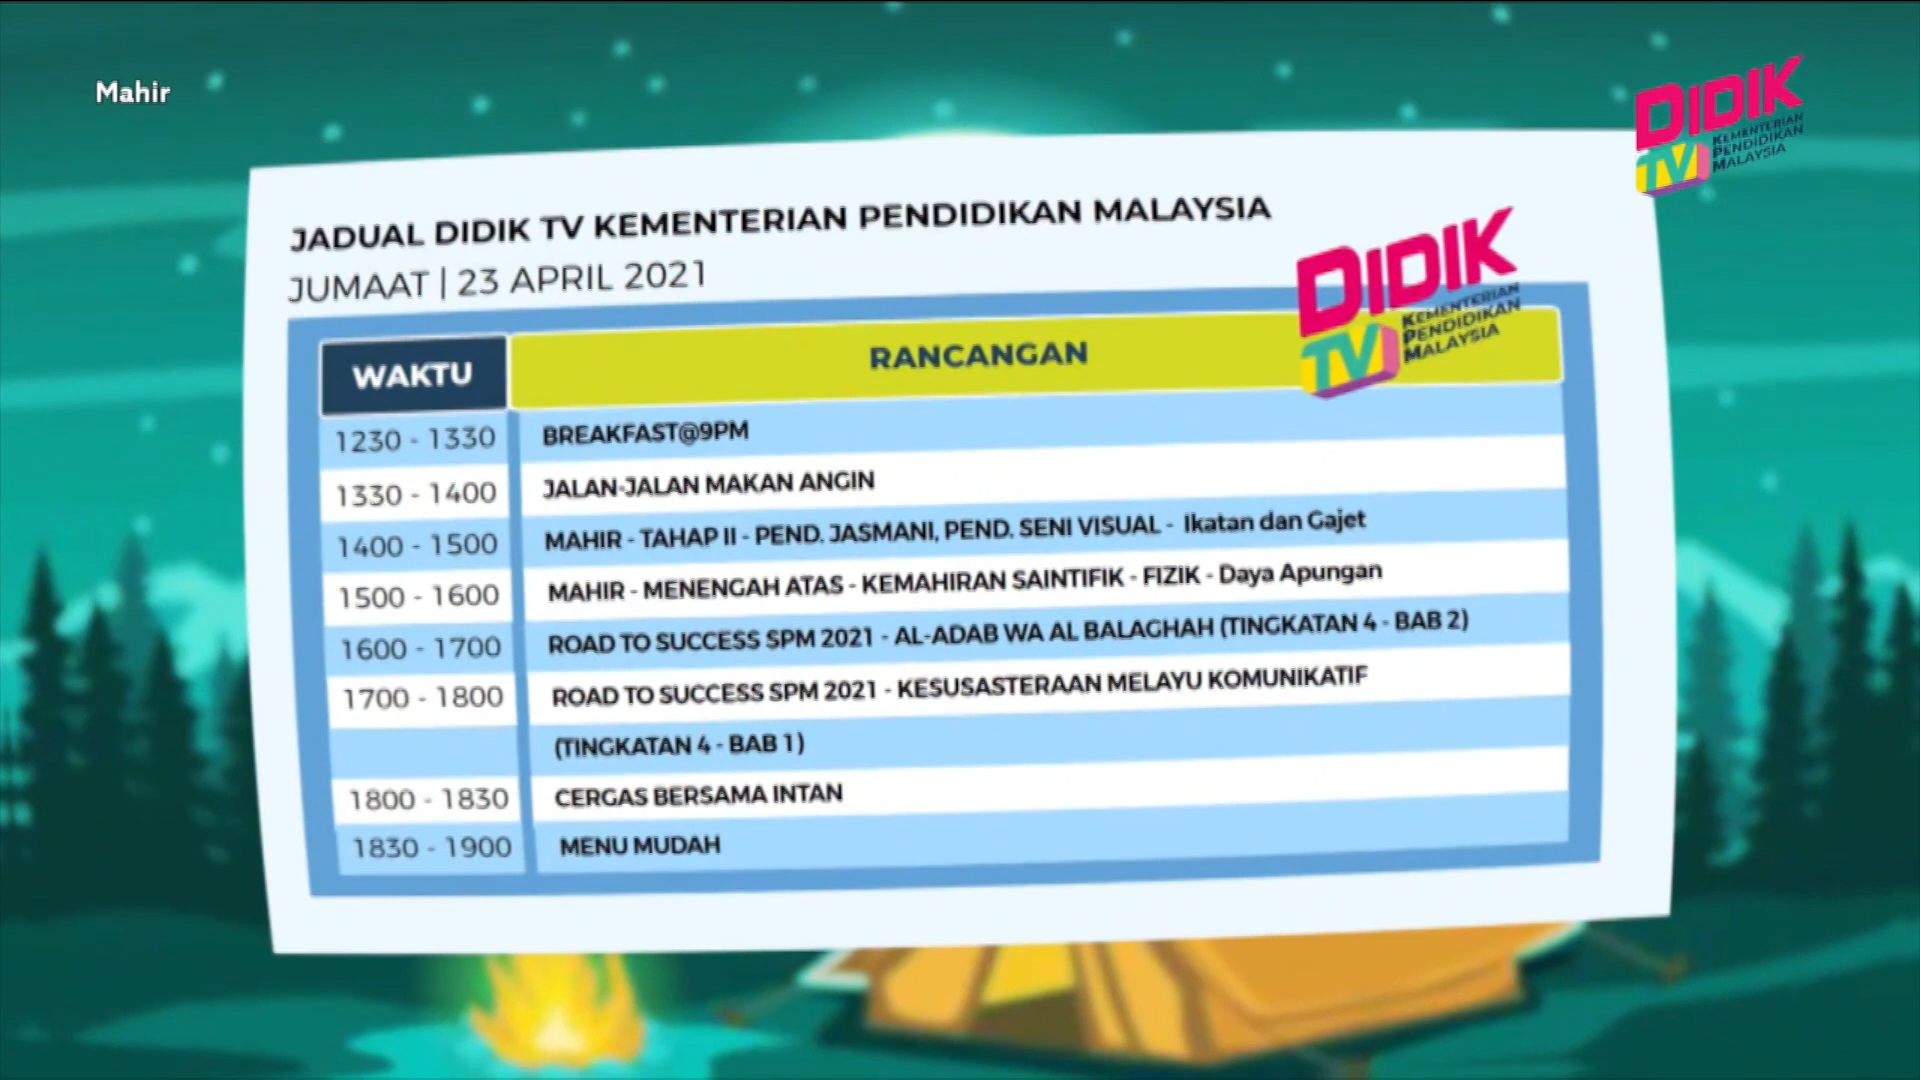 Mahir
DIDIK
TV
KEMENTERIAN
PENDIDIKAN
MALAYSIA
JADUAL DIDIK TV KEMENTERIAN PENDIDIKAN MALAYSIA
JUMAAT | 23 APRIL 2021
DIDIK
TV
KEMENTERIAN
PENDIDIKAN
MALAYSIA
WAKTU RANCANGAN
1230 - 1330 BREAKFAST@9PM
1330 - 1400 JALAN-JALAN MAKAN ANGIN
1400 - 1500 MAHIR - TAHAP II - PEND. JASMANI, PEND. SENI VISUAL - Ikatan dan Gajet
1500 - 1600 MAHIR - MENENGAH ATAS - KEMAHIRAN SAINTIFIK - FIZIK - Daya Apungan
1600 - 1700 ROAD TO SUCCESS SPM 2021 - AL-ADAB WA AL BALAGHAH (TINGKATAN 4 - BAB 2)
1700 - 1800 ROAD TO SUCCESS SPM 2021 - KESUSASTERAAN MELAYU KOMUNIKATIF
(TINGKATAN 4 - BAB 1)
1800 - 1830 CERGAS BERSAMA INTAN
1830 - 1900 MENU MUDAH